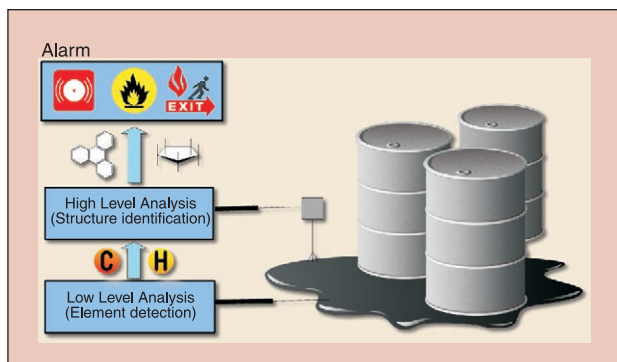 Alarm
EXIT
High Level Analysis
(Structure identification)
C H
Low Level Analysis
(Element detection)